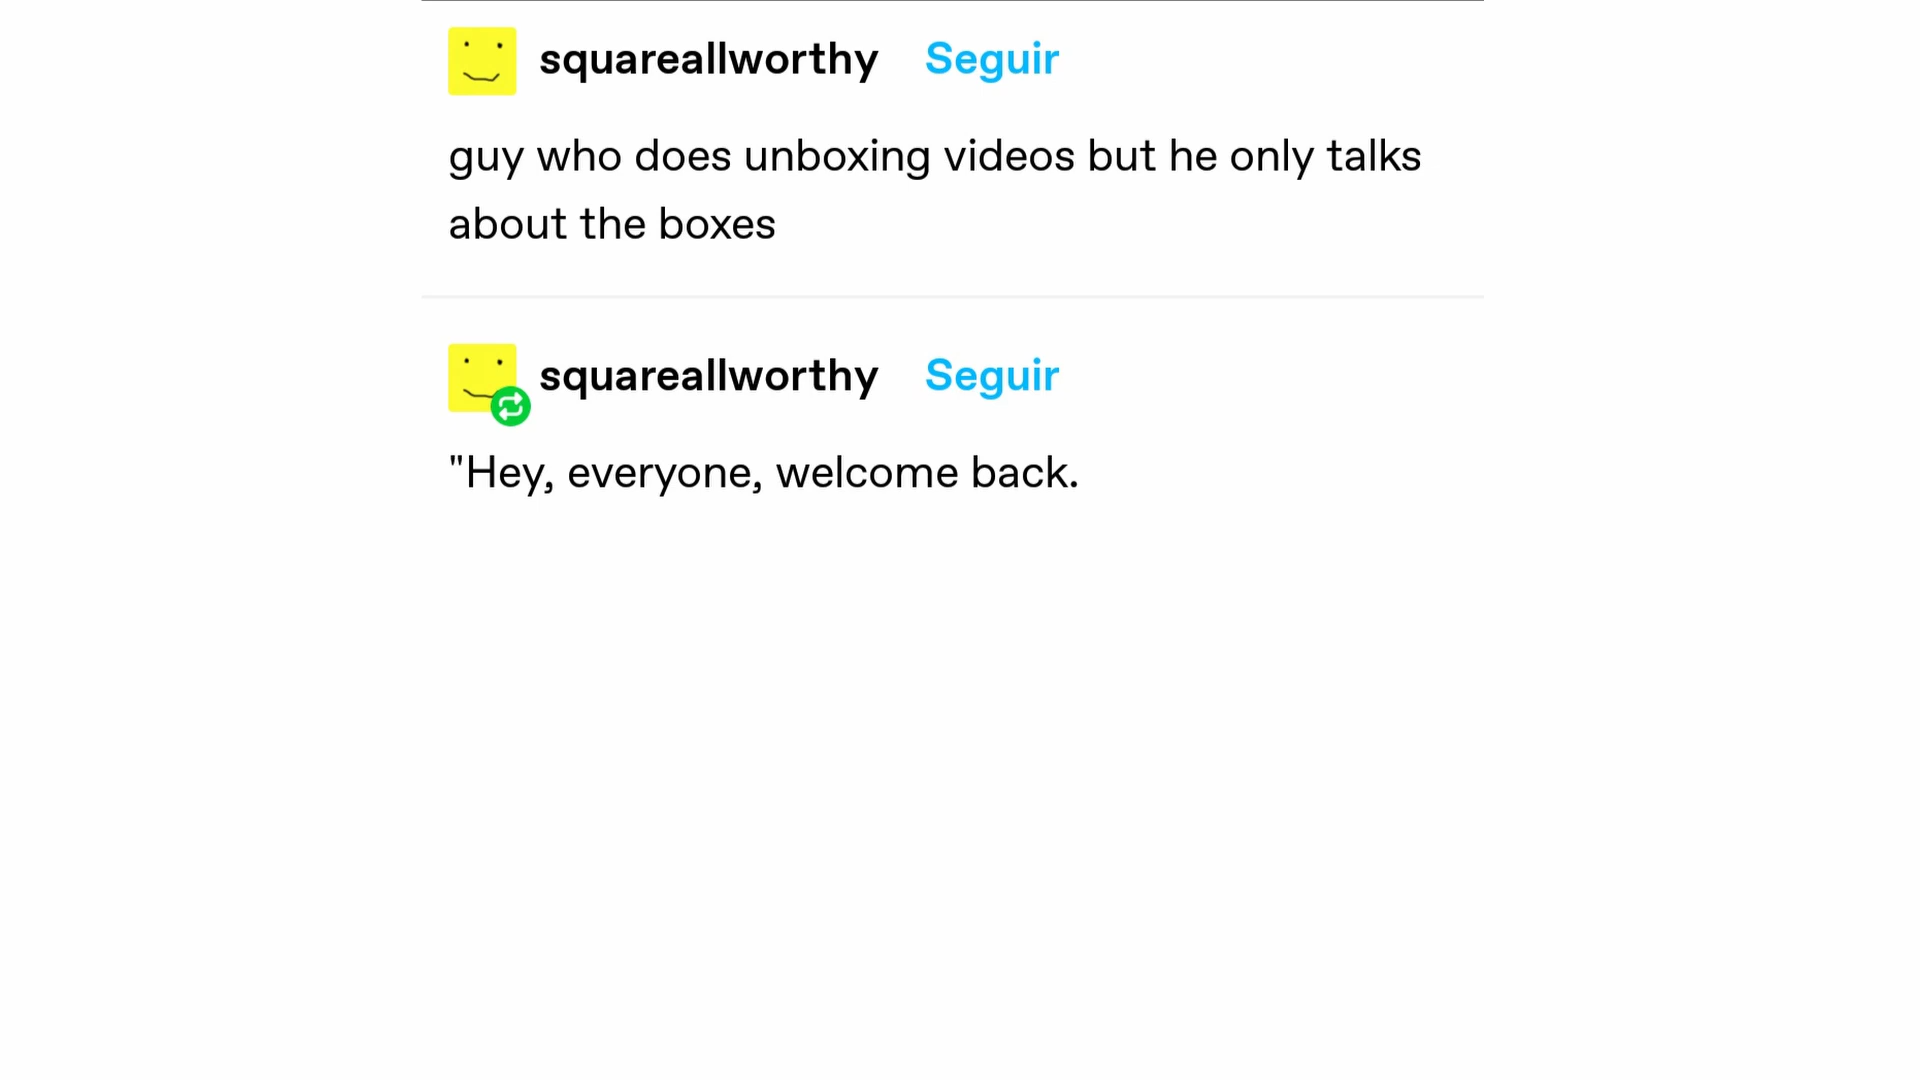 squareallworthy Seguir
guy who does unboxing videos but he only talks
about the boxes
squareallworthy Seguir
"Hey, everyone, welcome back.